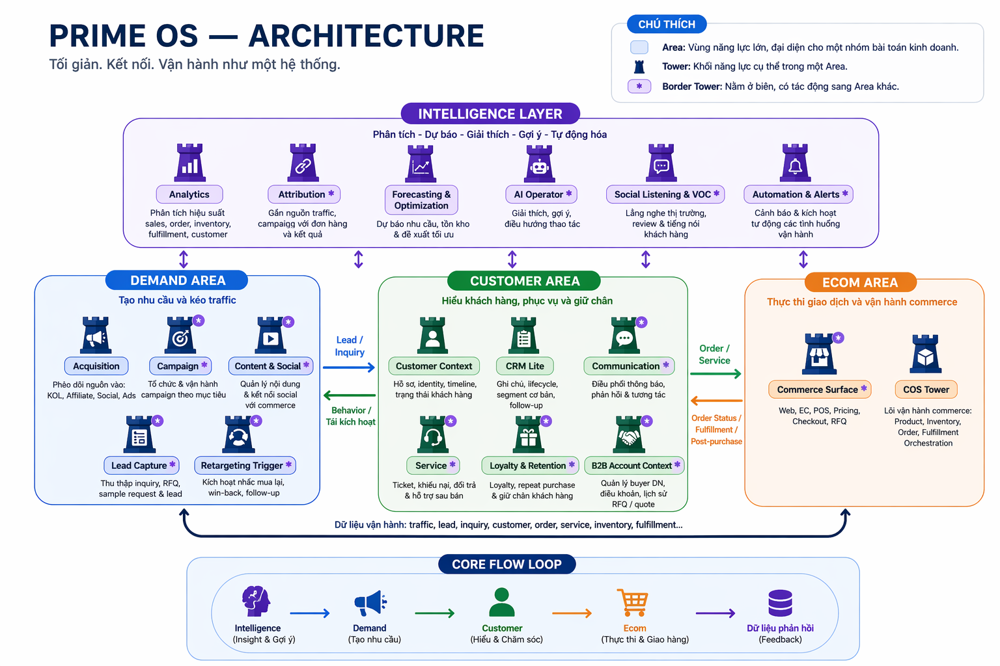 PRIME OS — ARCHITECTURE
Tối giản. Kết nối. Vận hành như một hệ thống.
CHÚ THÍCH
Area: Vùng năng lực lớn, đại diện cho một nhóm bài toán kinh doanh.
Tower: Khối năng lực cụ thể trong một Area.
* Border Tower: Nằm ở biên, có tác động sang Area khác.
INTELLIGENCE LAYER
Phân tích - Dự báo - Giải thích - Gợi ý - Tự động hóa
Analytics
Phân tích hiệu suất
sales, order, inventory,
fulfillment, customer
Attribution *
Gắn nguồn traffic,
campaigg với đơn hàng
và kết quả
Forecasting &
Optimization
Dự báo nhu cầu, tồn kho
& đề xuất tối ưu
AI Operator *
Giải thích, gợi ý,
điều hướng thao tác
Social Listening & VOC *
Lằng nghe thị trường,
review & tiếng nói
khách hàng
Automation & Alerts *
Cảnh báo & kích hoạt
tự động các tình huống
vận hành
DEMAND AREA
Tạo nhu cầu và kéo traffic
Acquisition
Phèo dõi nguồn vào:
KOL, Affiliate, Social, Ads
*
Campaign *
Tổ chức & vận hành
campaign theo mục tiêu
*
Content & Social *
Quản lý nội dung
& kết nối social
với commerce
*
Lead Capture *
Thu thập inquiry, RFQ,
sample request & lead
*
Retargeting Trigger *
Kích hoạt nhắc mua lại,
win-back, follow-up
Lead /
Inquiry
Behavior /
Tái kích hoạt
CUSTOMER AREA
Hiểu khách hàng, phục vụ và giữ chân
Customer Context
Hồ sơ, identity, timeline,
trạng thái khách hàng
CRM Lite
Ghi chú, lifecycle,
segment cơ bản,
follow-up
*
Communication *
Điều phối thông báo,
phản hồi & tương tác
*
Service *
Ticket, khiếu nại, đổi trả
& hỗ trợ sau bán
*
Loyalty & Retention *
Loyalty, repeat purchase
& giữ chân khách hàng
*
B2B Account Context *
Quản lý buyer DN,
điều khoản, lịch sử
RFQ / quote
Order /
Service
Order Status /
Fulfillment /
Post-purchase
ECOM AREA
Thực thi giao dịch và vận hành commerce
*
Commerce Surface *
Web, EC, POS, Pricing,
Checkout, RFQ
COS Tower
Lõi vận hành commerce:
Product, Inventory,
Order, Fulfillment
Orchestration
Dữ liệu vận hành: traffic, lead, inquiry, customer, order, service, inventory, fulfillment...
CORE FLOW LOOP
Intelligence
(Insight & Gợi ý)
Demand
(Tạo nhu cầu)
Customer
(Hiểu & Chăm sóc)
Ecom
(Thực thi & Giao hàng)
Dữ liệu phản hồi
(Feedback)